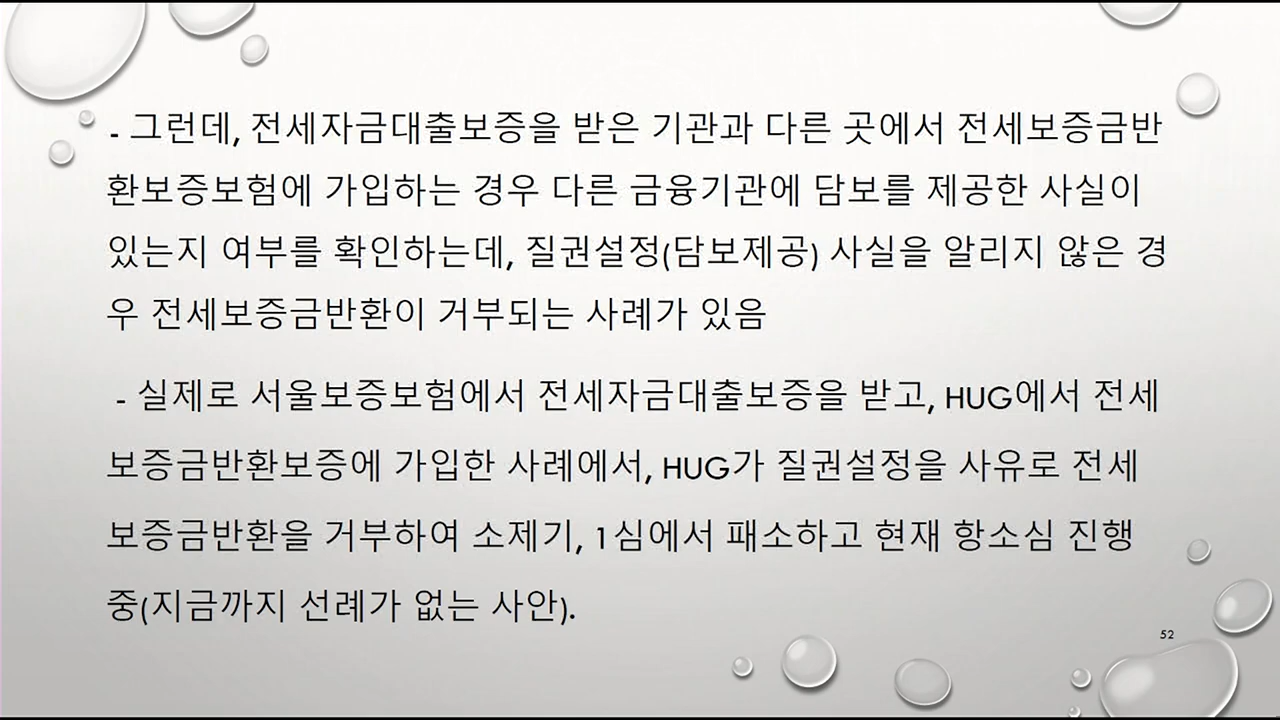 - 그런데, 전세자금대출보증을 받은 기관과 다른 곳에서 전세보증금반
환보증보험에 가입하는 경우 다른 금융기관에 담보를 제공한 사실이
있는지 여부를 확인하는데, 질권설정(담보제공) 사실을 알리지 않은 경
우 전세보증금반환이 거부되는 사례가 있음
- 실제로 서울보증보험에서 전세자금대출보증을 받고, HUG에서 전세
보증금반환보증에 가입한 사례에서, HUG가 질권설정을 사유로 전세
보증금반환을 거부하여 소제기, 1심에서 패소하고 현재 항소심 진행
중(지금까지 선례가 없는 사안).
52